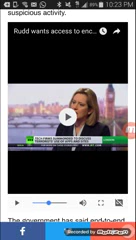 10:23 PM
suspicious activity.
Rudd wants access to enc...
TECH FIRMS SUMMONED TO DISCUSS
TERRORISTS' USE OF APPS AND SITES
The government has said end-to-end
Recorded by